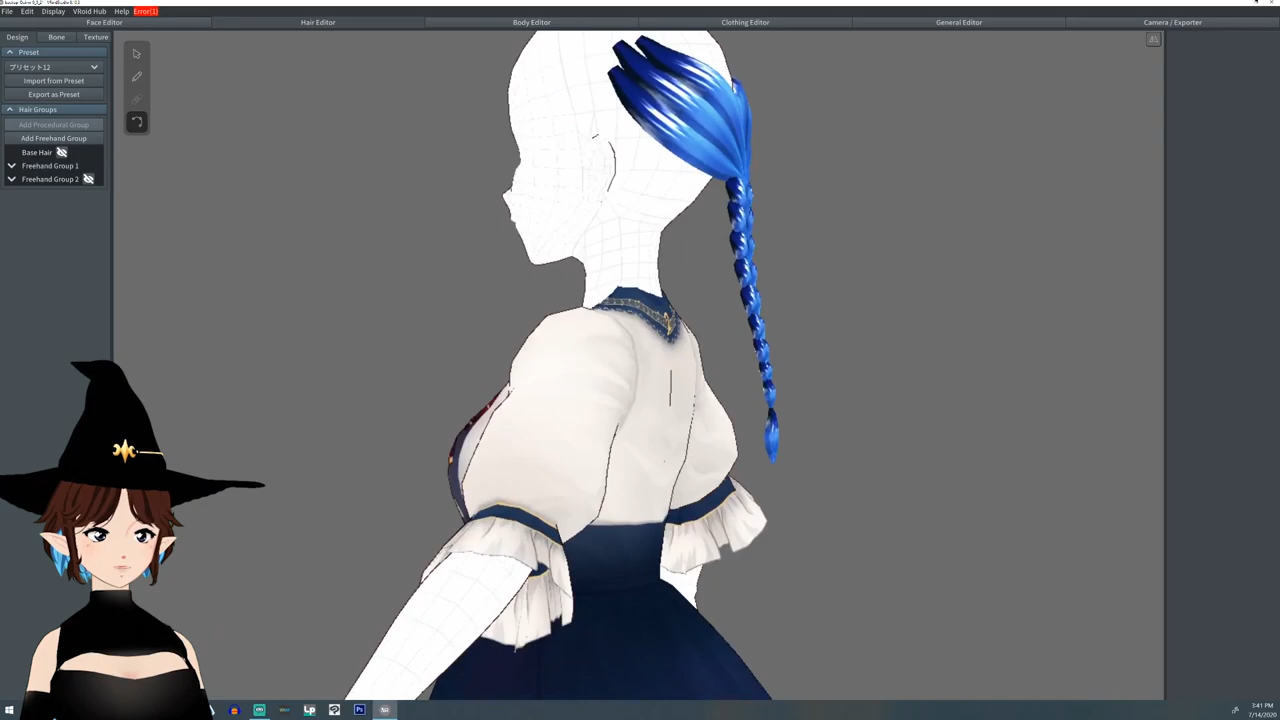 File Edit Display VRoid Hub Help Error(1)
Face Editor Hair Editor Body Editor Clothing Editor General Editor Camera / Exporter
Design Bone Texture
Preset
プリセット12
Import from Preset
Export as Preset
Hair Groups
Add Procedural Group
Add Freehand Group
Base Hair
Freehand Group 1
Freehand Group 2
Lp
Ps
3:41 PM
7/14/2020